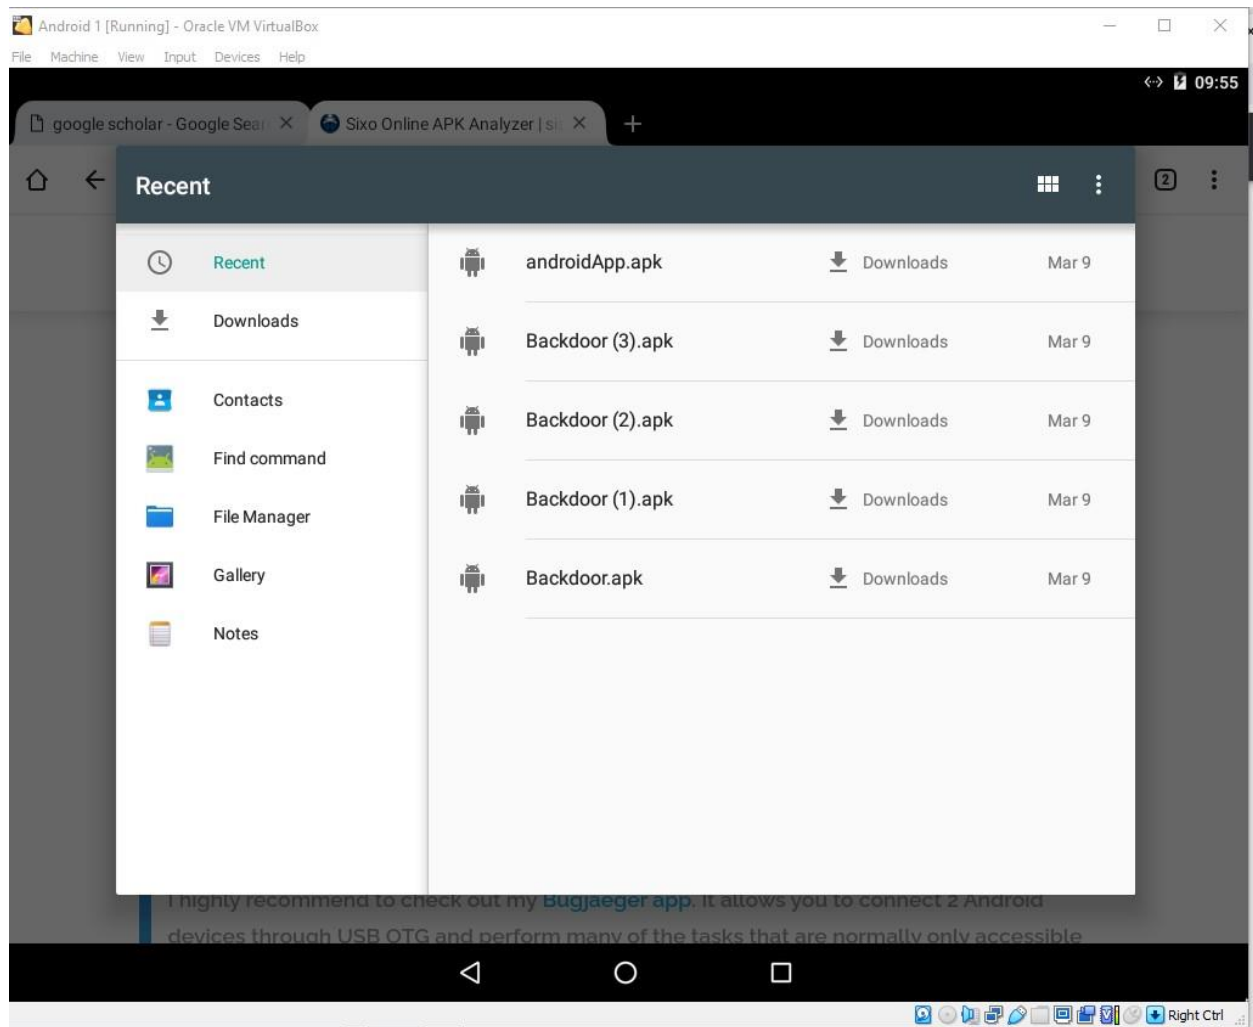 Android 1 [Running] - Oracle VM VirtualBox
File Machine View Input Devices Help
09:55
google scholar - Google Sear
Sixo Online APK Analyzer | si
2
Recent
Recent
androidApp.apk Downloads Mar 9
Downloads
Backdoor (3).apk Downloads Mar 9
Contacts
Backdoor (2).apk Downloads Mar 9
Find command
Backdoor (1).apk Downloads Mar 9
File Manager
Gallery
Backdoor.apk Downloads Mar 9
Notes
I highly recommend to check out my Bugjaeger app. It allows you to connect 2 Android
devices through USB OTG and perform many of the tasks that are normally only accessible
Right Ctrl